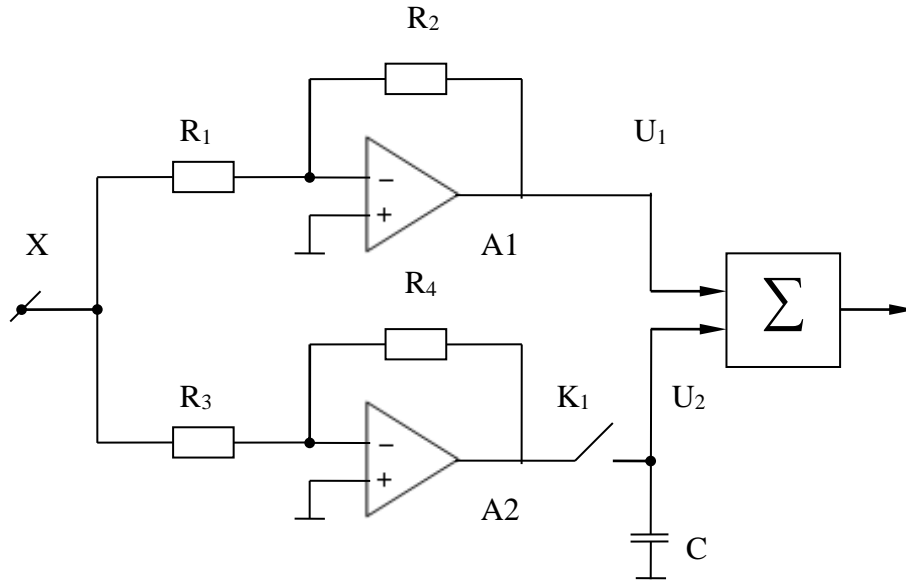 R₂
R₁
U₁
−
+
X
A1
R₄
∑
R₃
K₁
U₂
−
+
A2
C